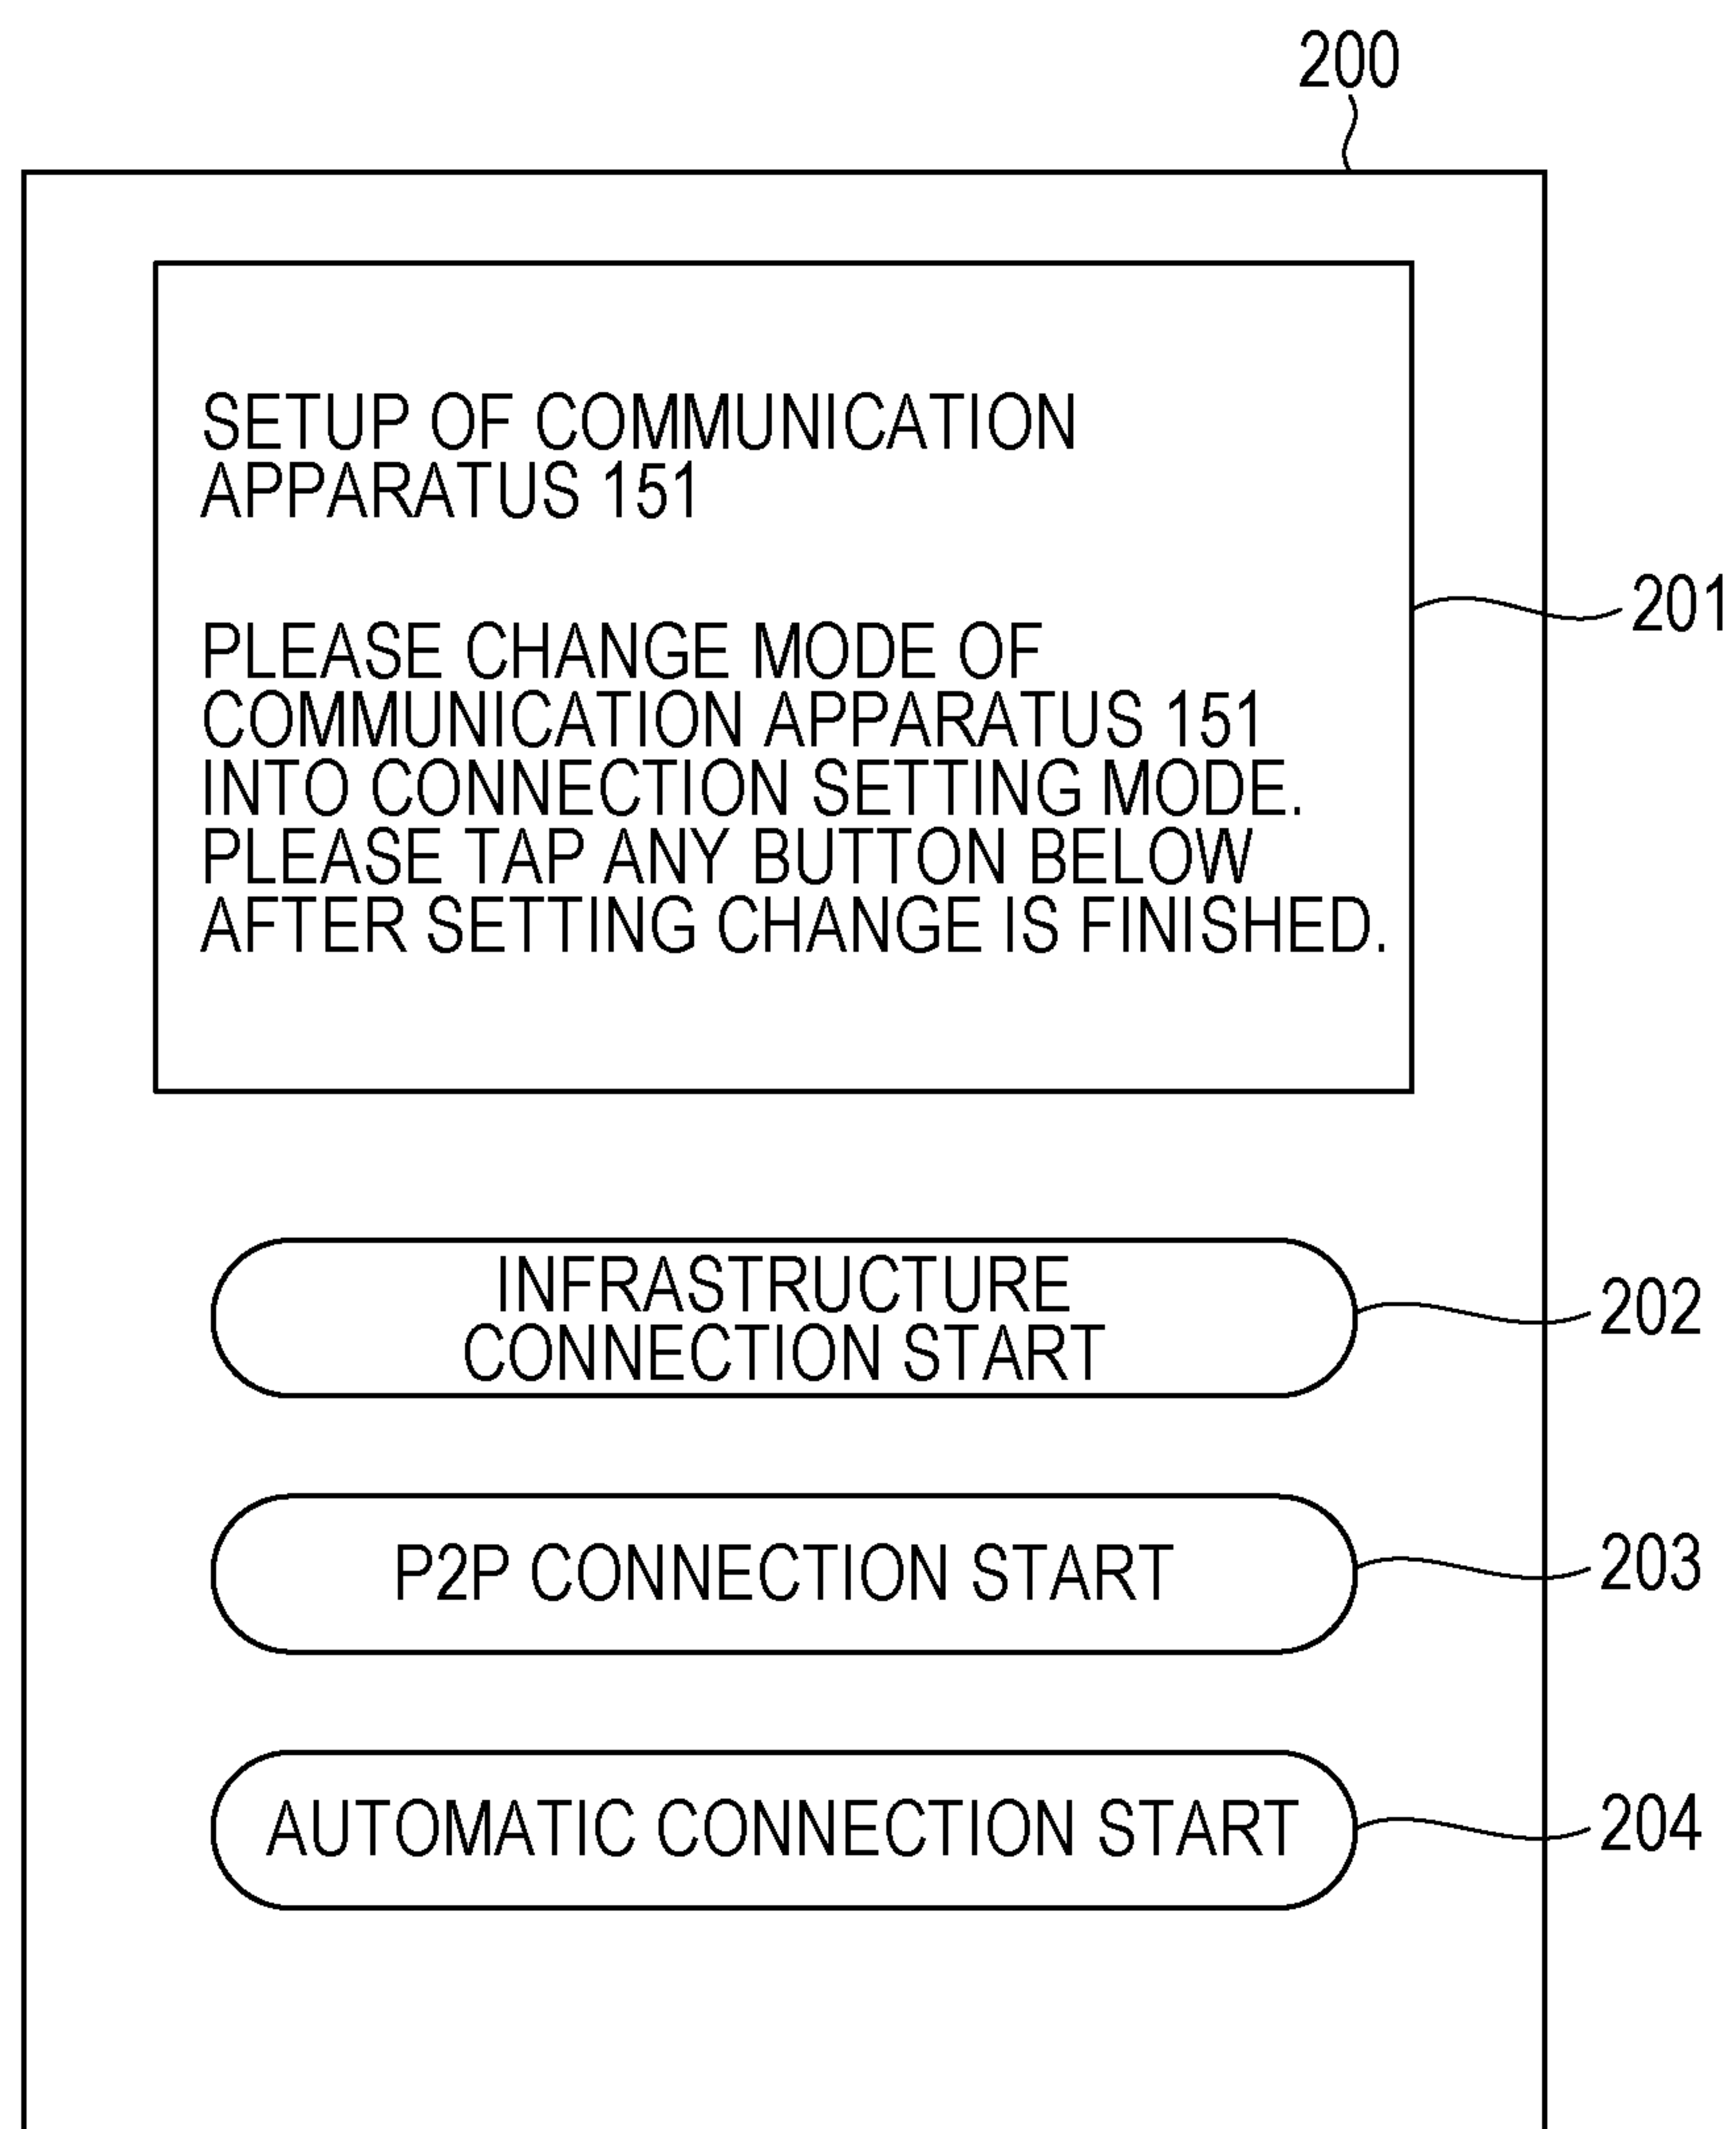 200
SETUP OF COMMUNICATION
APPARATUS 151
201
PLEASE CHANGE MODE OF
COMMUNICATION APPARATUS 151
INTO CONNECTION SETTING MODE.
PLEASE TAP ANY BUTTON BELOW
AFTER SETTING CHANGE IS FINISHED.
INFRASTRUCTURE
CONNECTION START
202
P2P CONNECTION START
203
AUTOMATIC CONNECTION START
204